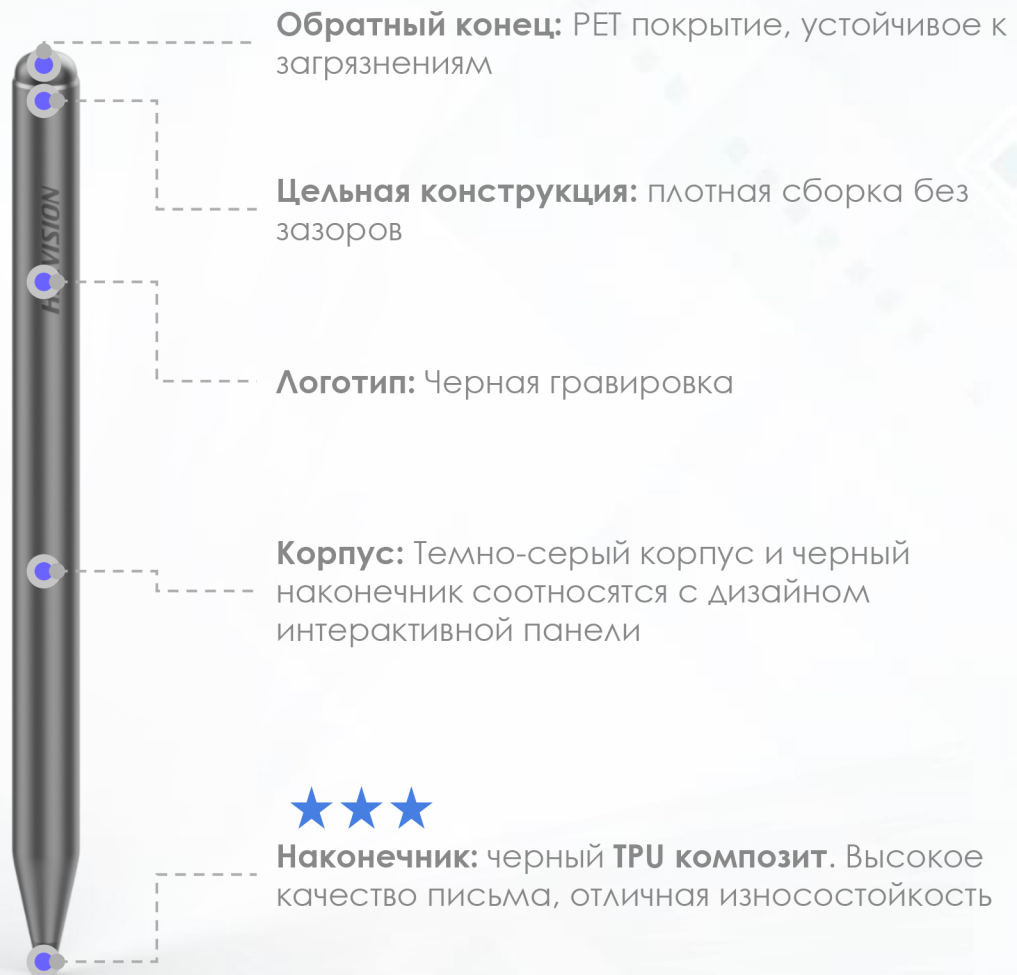 Обратный конец: PET покрытие, устойчивое к
загрязнениям
Цельная конструкция: плотная сборка без
зазоров
Логотип: Черная гравировка
Корпус: Темно-серый корпус и черный
наконечник соотносятся с дизайном
интерактивной панели
Наконечник: черный TPU композит. Высокое
качество письма, отличная износостойкость